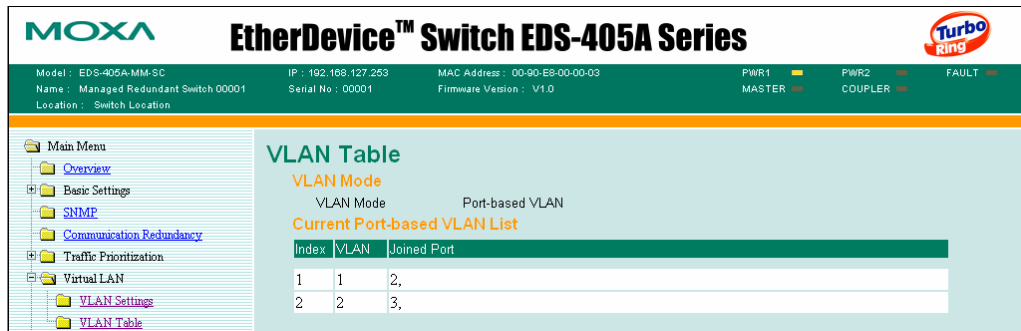 MOXA
EtherDevice™ Switch EDS-405A Series
Turbo Ring
Model : EDS-405A-MM-SC
IP : 192.168.127.253
MAC Address : 00-90-E8-00-00-03
PWR1
PWR2
FAULT
Name : Managed Redundant Switch 00001
Serial No : 00001
Firmware Version : V1.0
MASTER
COUPLER
Location : Switch Location
Main Menu
Overview
Basic Settings
SNMP
Communication Redundancy
Traffic Prioritization
Virtual LAN
VLAN Settings
VLAN Table
VLAN Table
VLAN Mode
VLAN Mode Port-based VLAN
Current Port-based VLAN List
Index VLAN Joined Port
1 1 2,
2 2 3,